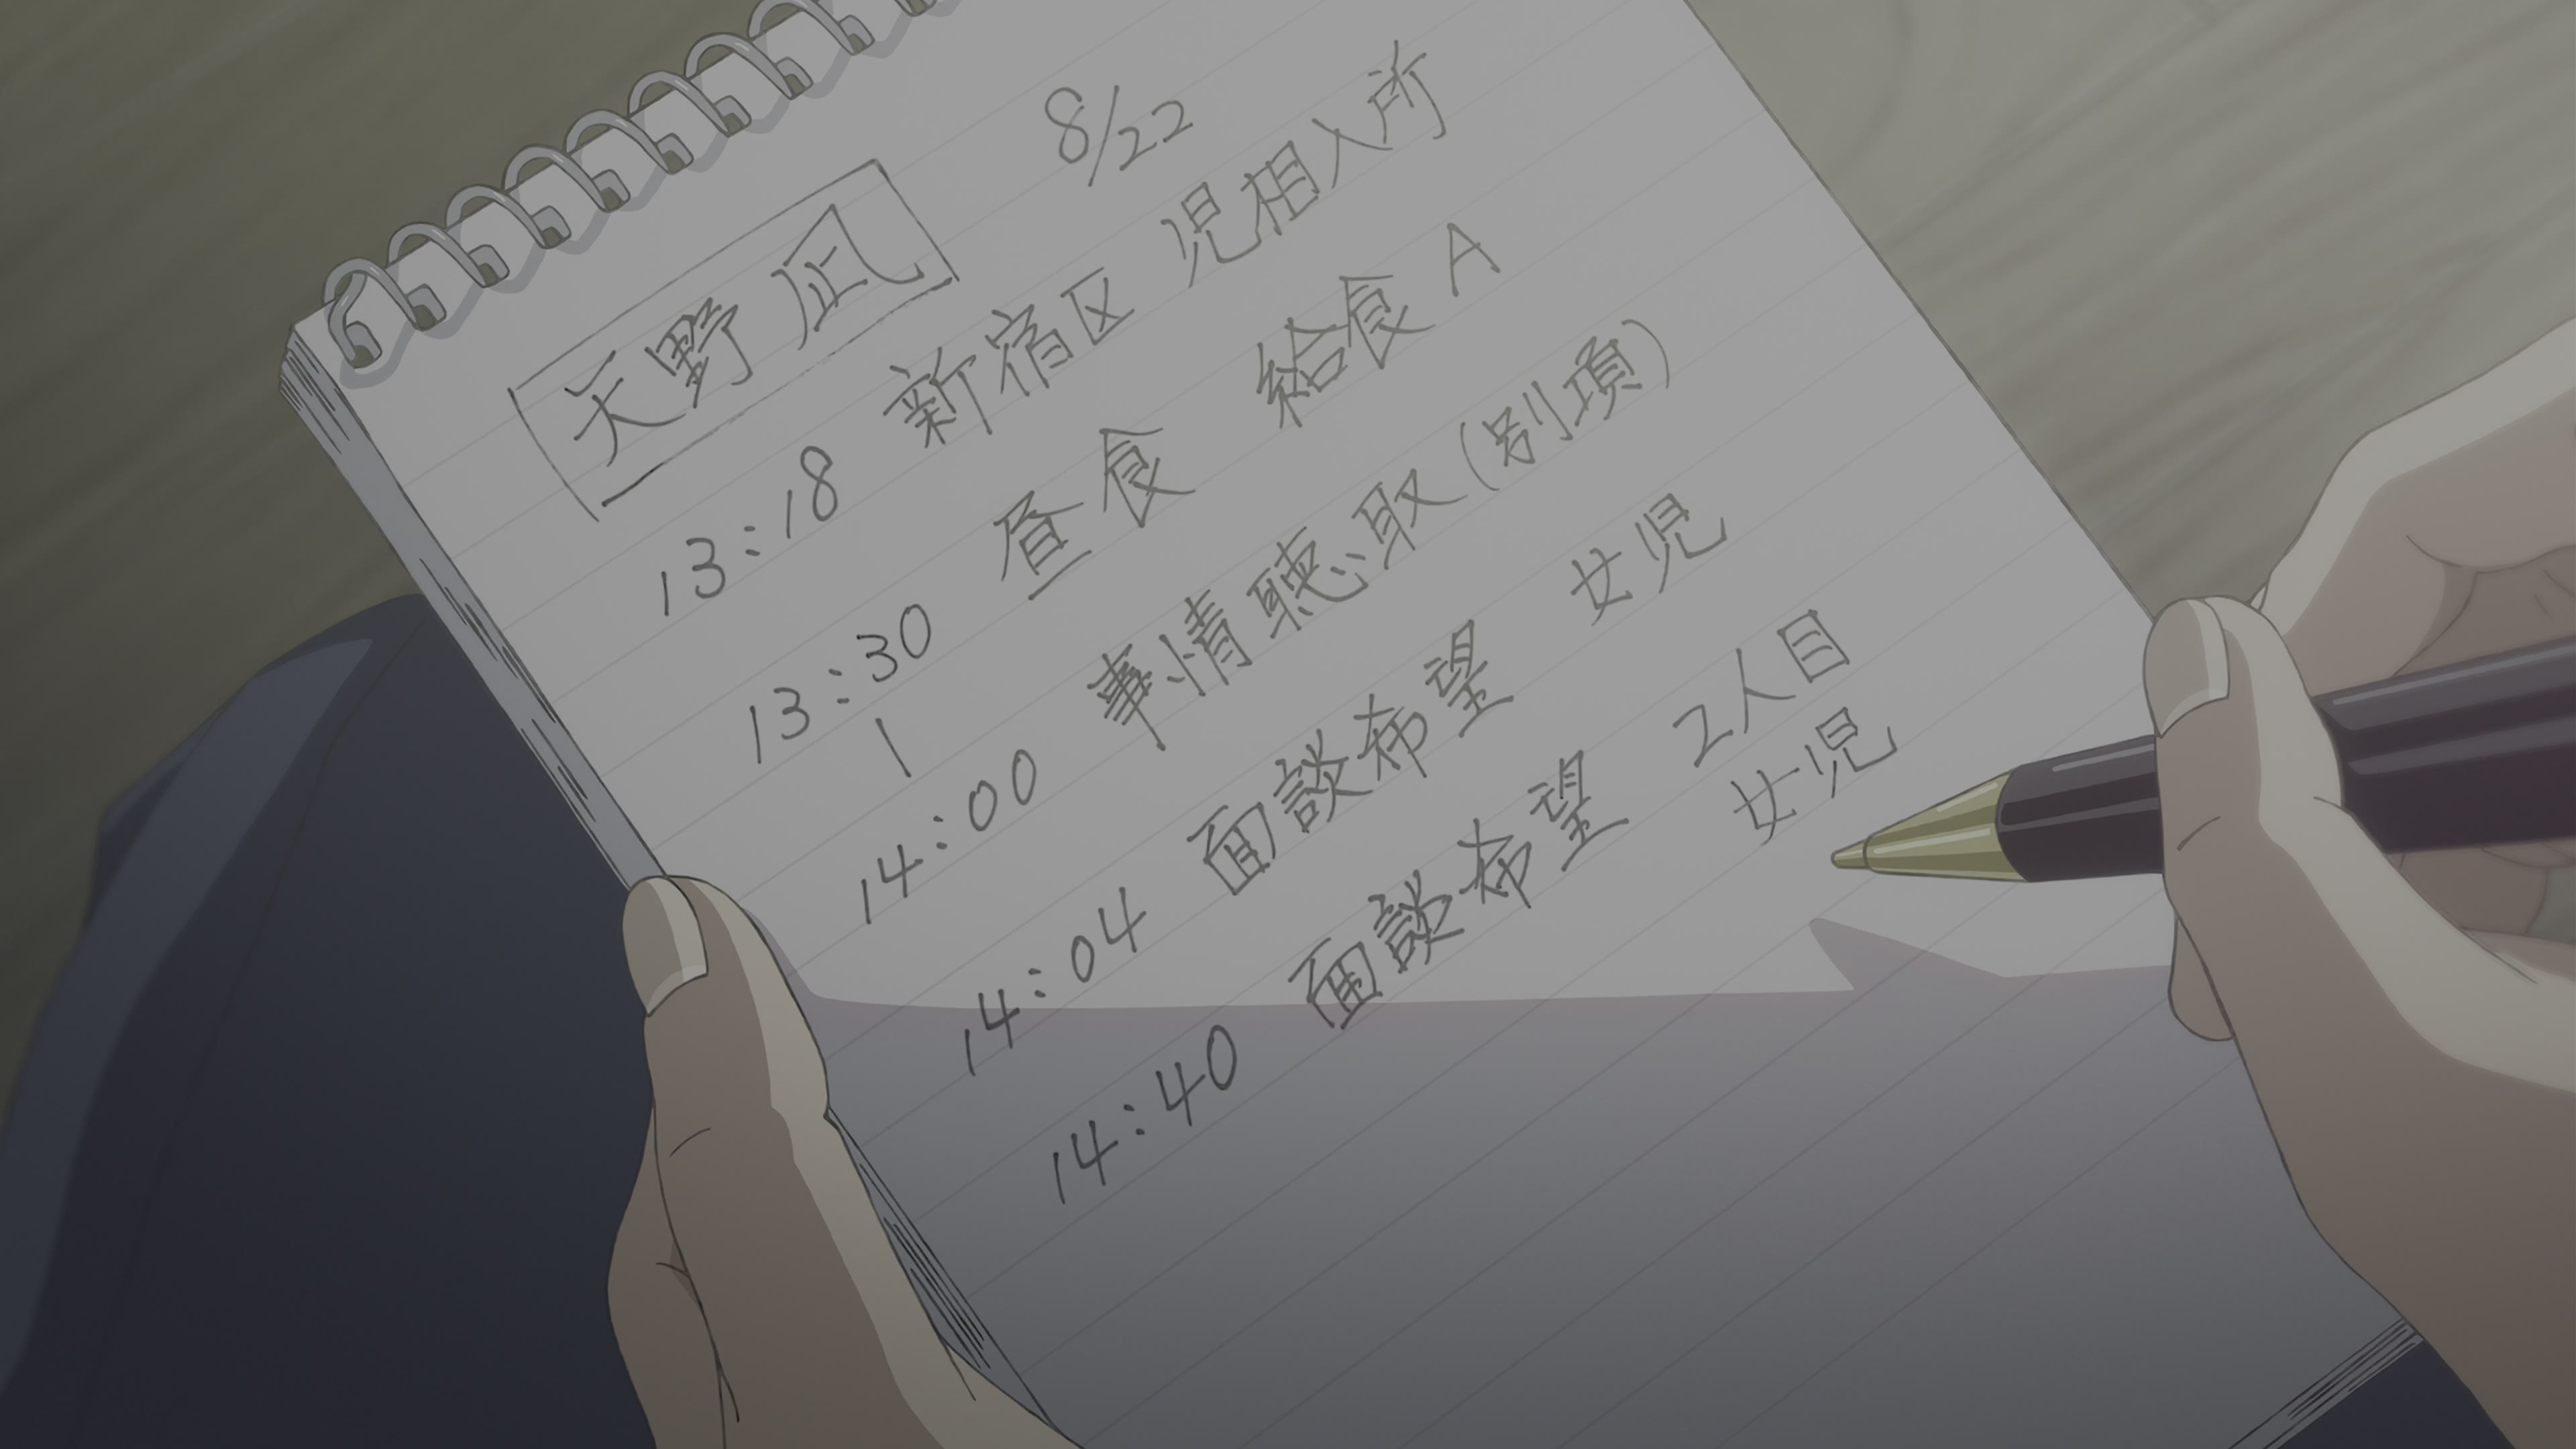 8/22
天野 凪
13:18 新宿区 児相入所
13:30 昼食 給食 A
|
14:00 事情聴取(別項)
14:04 面談希望 女児
14:40 面談希望 2人目
女児